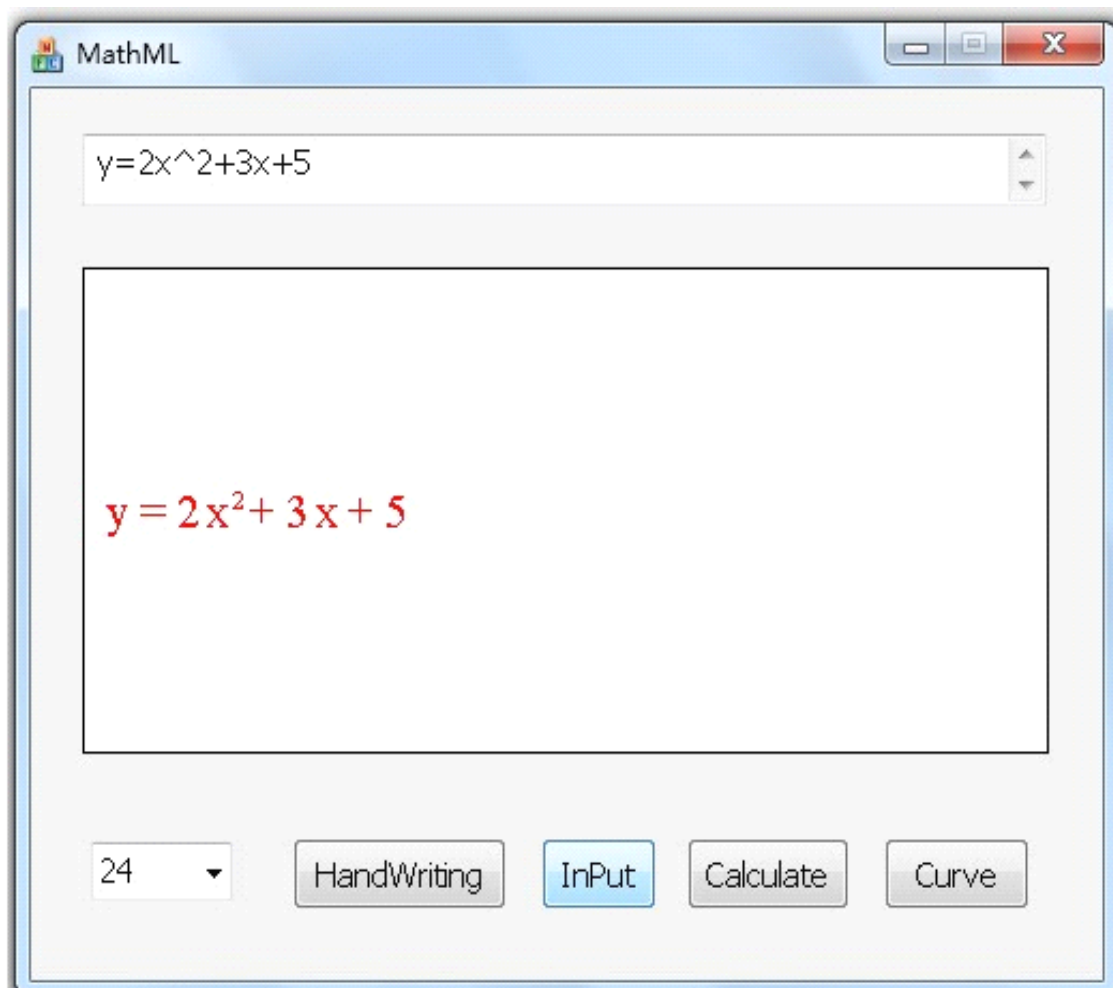 MathML
y=2x^2+3x+5
y = 2x²+ 3x + 5
24 HandWriting InPut Calculate Curve